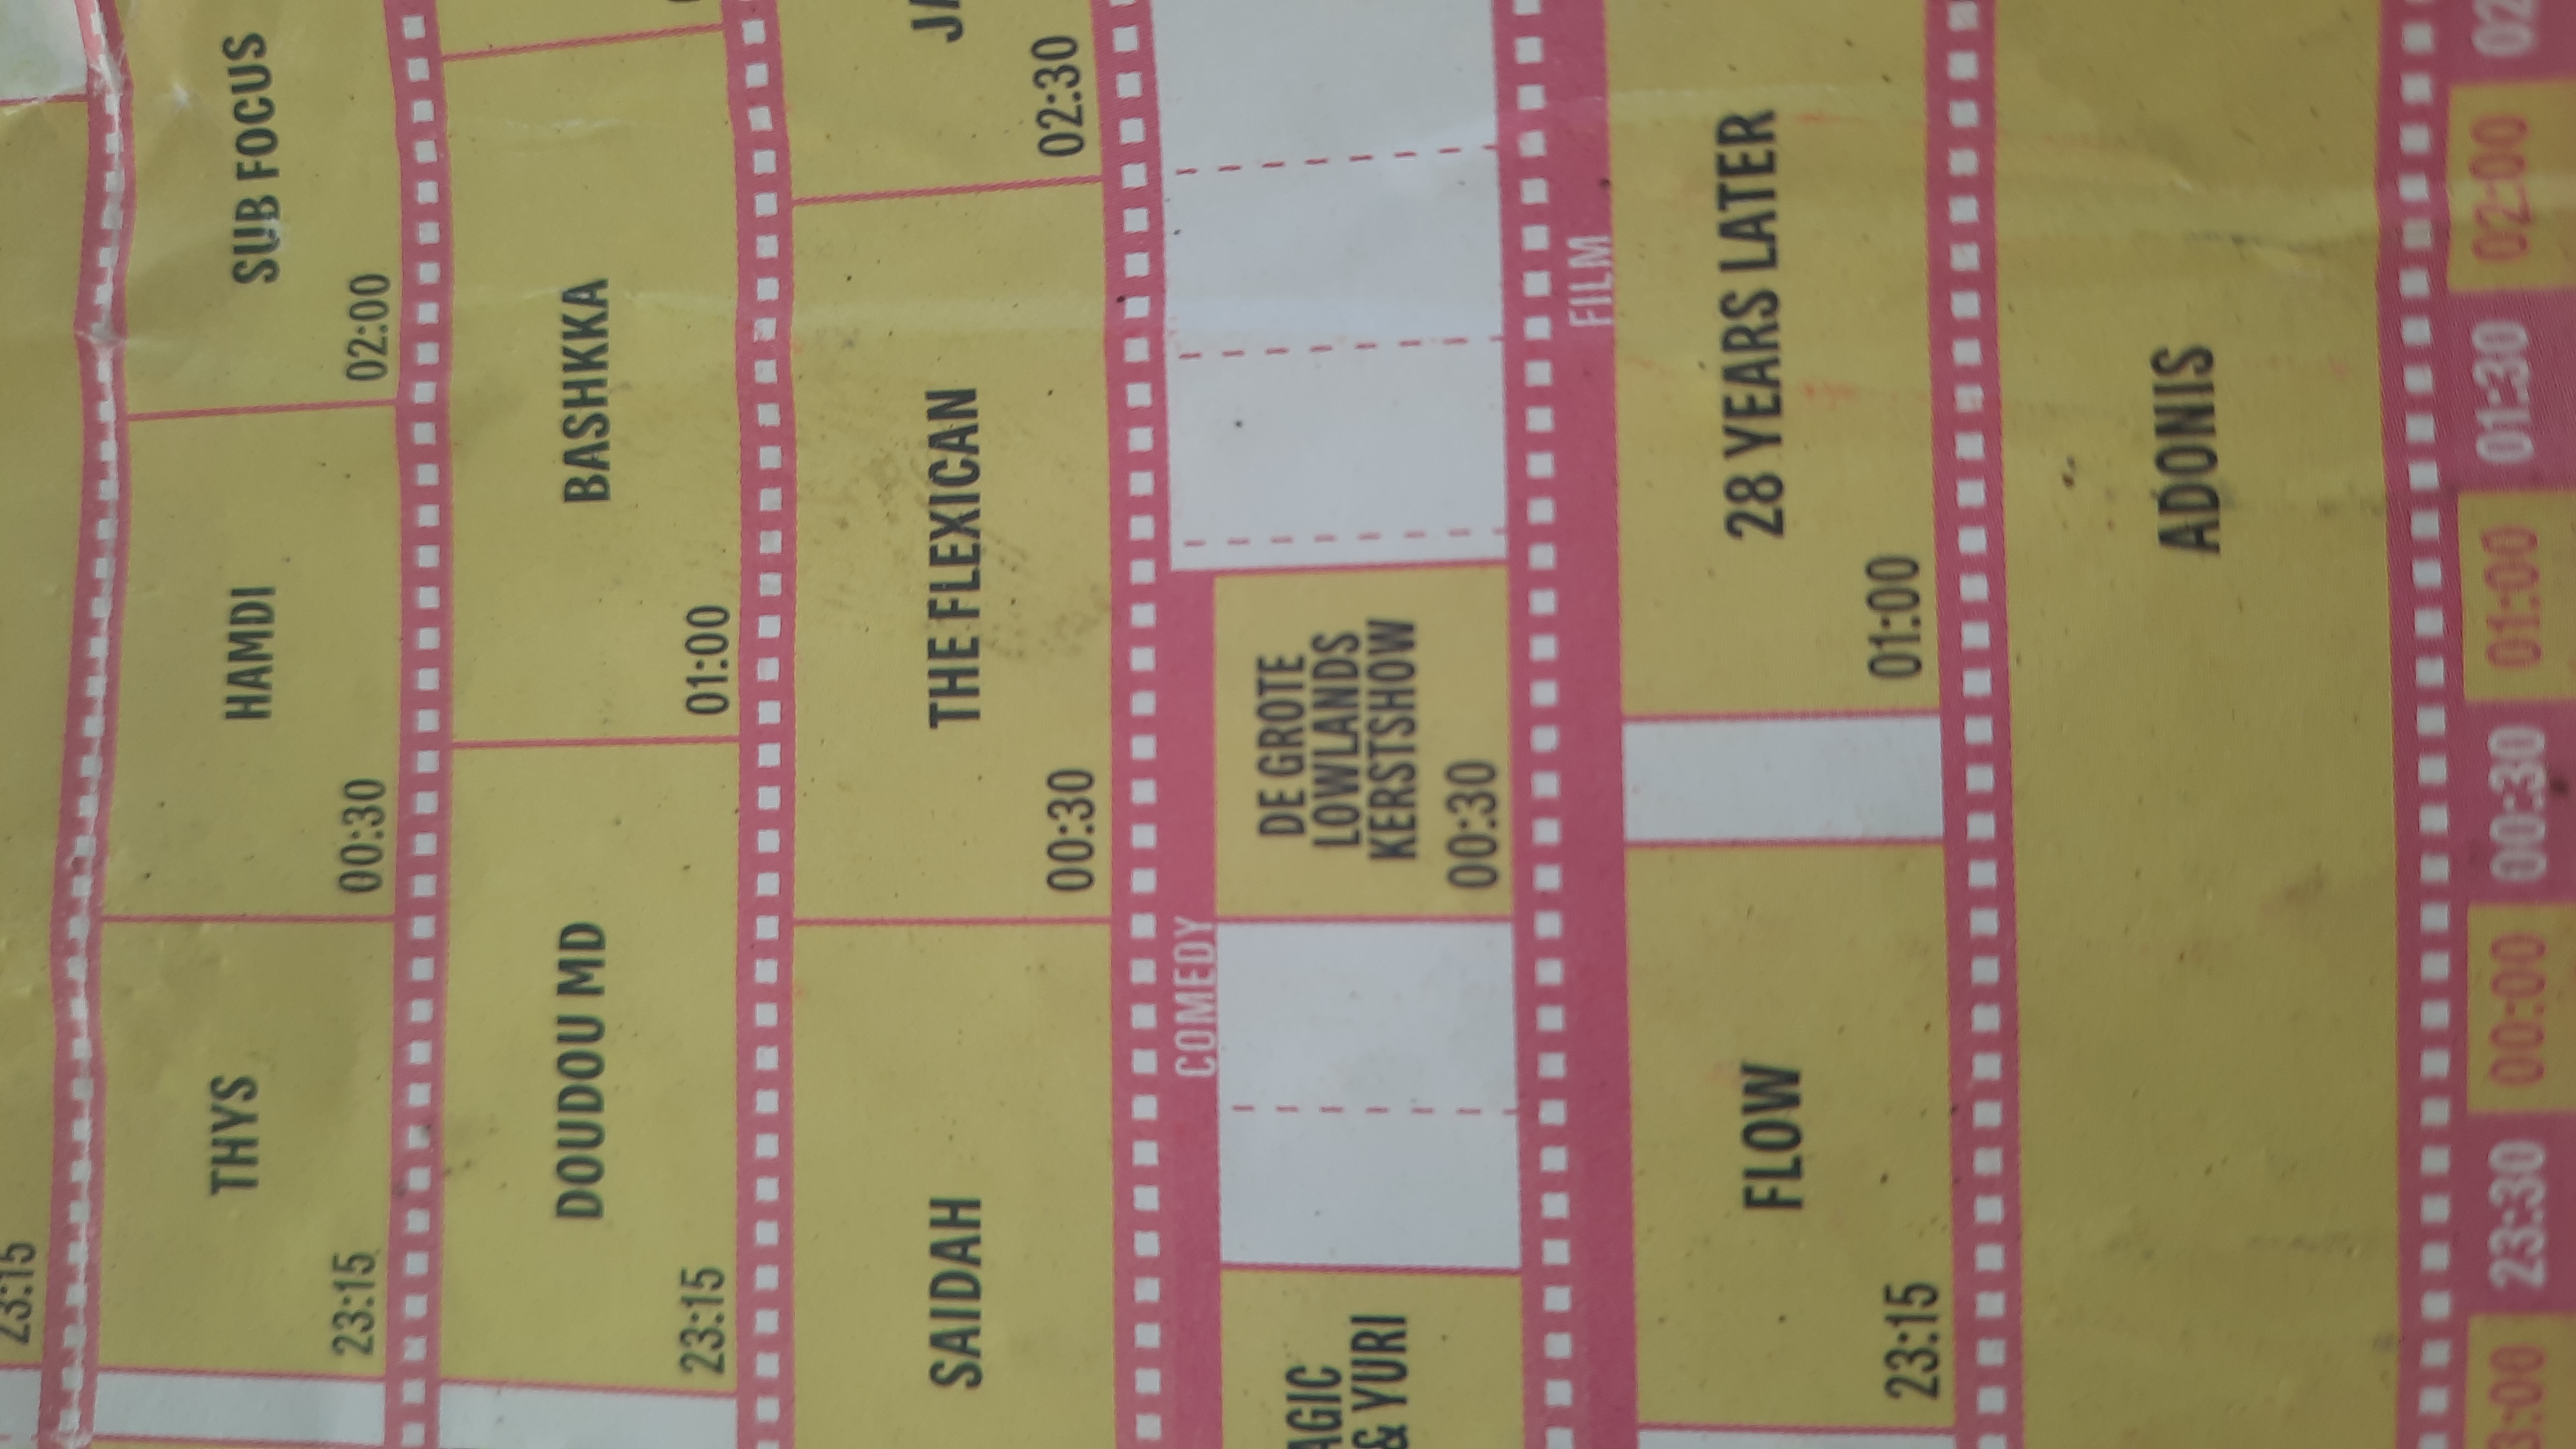 23:15
THYS
23:15
HAMDI
00:30
SUB FOCUS
02:00
DOUDOU MD
23:15
BASHKKA
01:00
SAIDAH
THE FLEXICAN
00:30
02:30
COMEDY
& YURI
DE GROTE
LOWLANDS
KERSTSHOW
00:30
FILM
FLOW
23:15
28 YEARS LATER
01:00
ADONIS
23:30
00:00
00:30
01:00
01:30
02:00